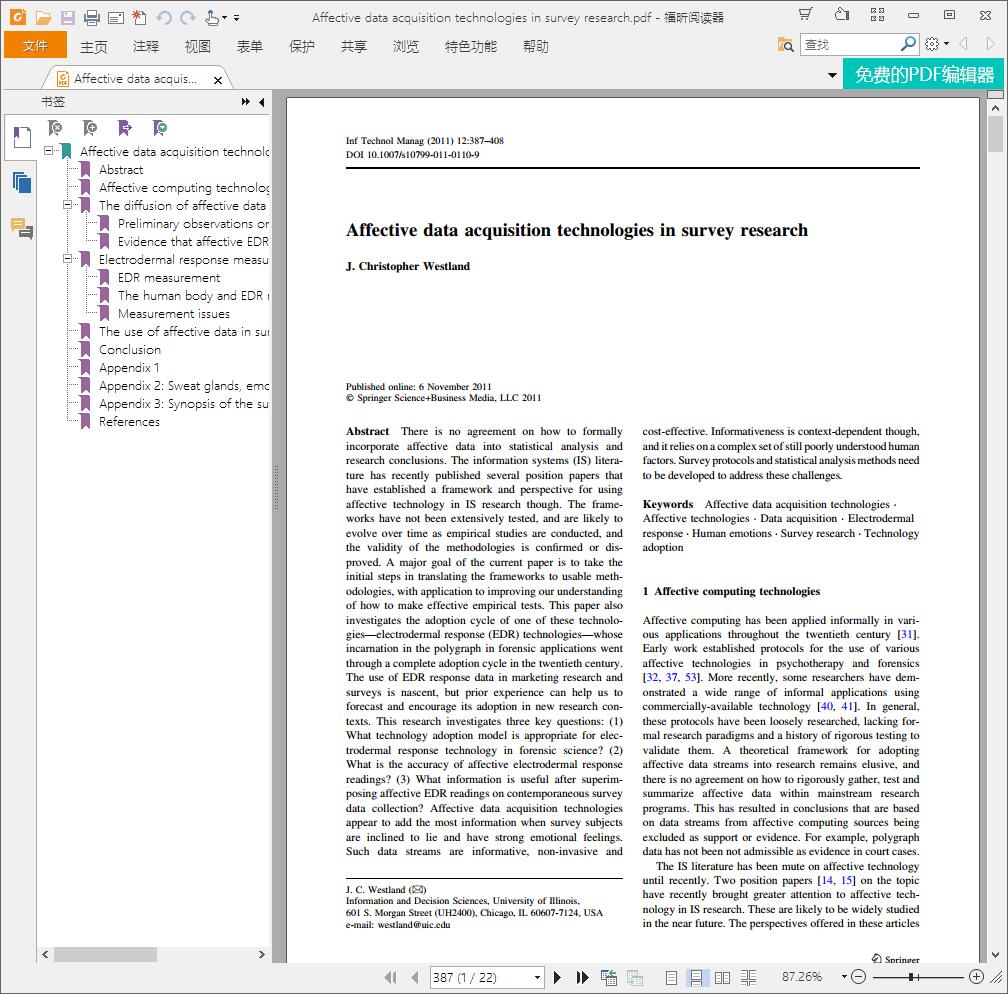 Affective data acquisition technologies in survey research.pdf - 福昕阅读器
文件 主页 注释 视图 表单 保护 共享 浏览 特色功能 帮助 查找
Affective data acquis...
免费的PDF编辑器
书签
Affective data acquisition technolo
Abstract
Affective computing technolog
The diffusion of affective data
Preliminary observations or
Evidence that affective EDR
Electrodermal response measu
EDR measurement
The human body and EDR
Measurement issues
The use of affective data in su
Conclusion
Appendix 1
Appendix 2: Sweat glands, emo
Appendix 3: Synopsis of the su
References
Inf Technol Manag (2011) 12:387–408
DOI 10.1007/s10799-011-0110-9
Affective data acquisition technologies in survey research
J. Christopher Westland
Published online: 6 November 2011
© Springer Science+Business Media, LLC 2011
Abstract There is no agreement on how to formally
incorporate affective data into statistical analysis and
research conclusions. The information systems (IS) litera-
ture has recently published several position papers that
have established a framework and perspective for using
affective technology in IS research though. The frame-
works have not been extensively tested, and are likely to
evolve over time as empirical studies are conducted, and
the validity of the methodologies is confirmed or dis-
proved. A major goal of the current paper is to take the
initial steps in translating the frameworks to usable meth-
odologies, with application to improving our understanding
of how to make effective empirical tests. This paper also
investigates the adoption cycle of one of these technolo-
gies—electrodermal response (EDR) technologies—whose
incarnation in the polygraph in forensic applications went
through a complete adoption cycle in the twentieth century.
The use of EDR response data in marketing research and
surveys is nascent, but prior experience can help us to
forecast and encourage its adoption in new research con-
texts. This research investigates three key questions: (1)
What technology adoption model is appropriate for elec-
trodermal response technology in forensic science? (2)
What is the accuracy of affective electrodermal response
readings? (3) What information is useful after superim-
posing affective EDR readings on contemporaneous survey
data collection? Affective data acquisition technologies
appear to add the most information when survey subjects
are inclined to lie and have strong emotional feelings.
Such data streams are informative, non-invasive and
J. C. Westland (✉)
Information and Decision Sciences, University of Illinois,
601 S. Morgan Street (UH2400), Chicago, IL 60607-7124, USA
e-mail: westland@uic.edu
cost-effective. Informativeness is context-dependent though,
and it relies on a complex set of still poorly understood human
factors. Survey protocols and statistical analysis methods need
to be developed to address these challenges.
Keywords Affective data acquisition technologies ·
Affective technologies · Data acquisition · Electrodermal
response · Human emotions · Survey research · Technology
adoption
1 Affective computing technologies
Affective computing has been applied informally in vari-
ous applications throughout the twentieth century [31].
Early work established protocols for the use of various
affective technologies in psychotherapy and forensics
[32, 37, 53]. More recently, some researchers have dem-
onstrated a wide range of informal applications using
commercially-available technology [40, 41]. In general,
these protocols have been loosely researched, lacking for-
mal research paradigms and a history of rigorous testing to
validate them. A theoretical framework for adopting
affective data streams into research remains elusive, and
there is no agreement on how to rigorously gather, test and
summarize affective data within mainstream research
programs. This has resulted in conclusions that are based
on data streams from affective computing sources being
excluded as support or evidence. For example, polygraph
data has not been not admissible as evidence in court cases.
The IS literature has been mute on affective technology
until recently. Two position papers [14, 15] on the topic
have recently brought greater attention to affective tech-
nology in IS research. These are likely to be widely studied
in the near future. The perspectives offered in these articles
Springer
387 (1 / 22)
87.26%